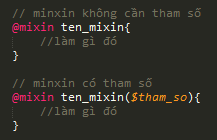 // minxin không cần tham số
@mixin ten_mixin{
//làm gì đó
}
// minxin có tham số
@mixin ten_mixin($tham_so){
//làm gì đó
}